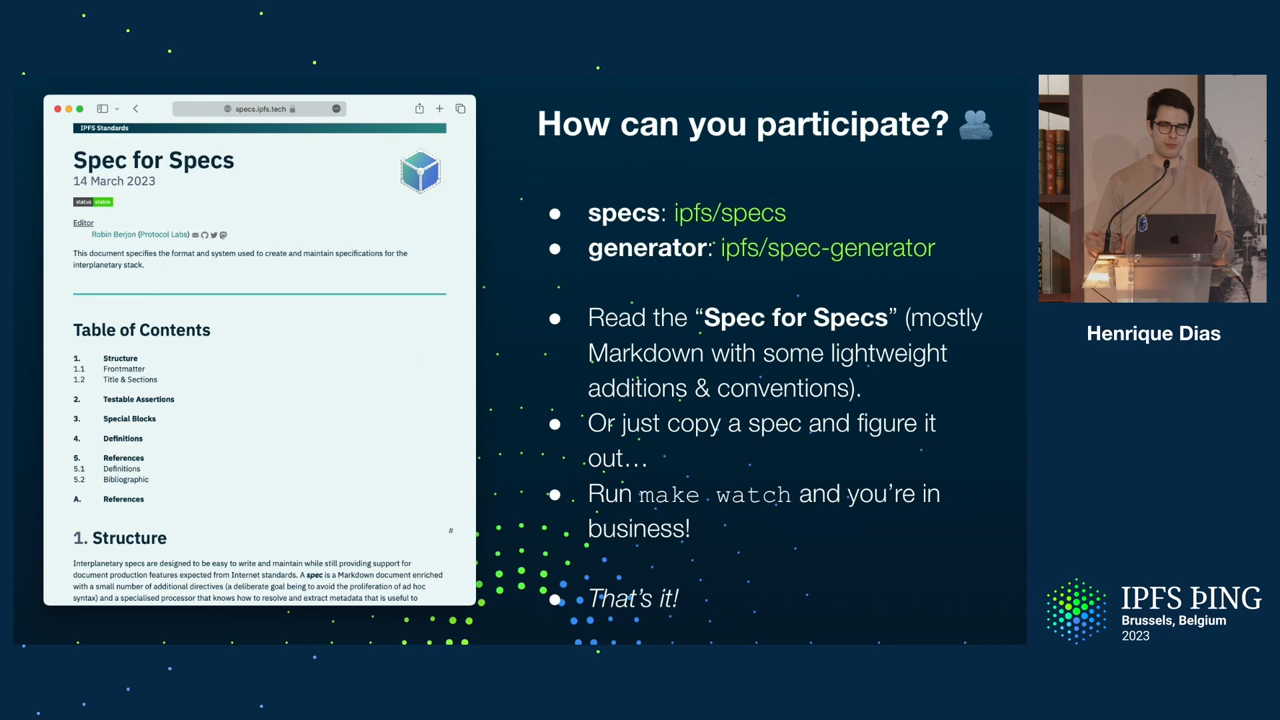 specs.ipfs.tech
IPFS Standards
Spec for Specs
14 March 2023
status stable
Editor
Robin Berjon (Protocol Labs)
This document specifies the format and system used to create and maintain specifications for the
interplanetary stack.
Table of Contents
1. Structure
1.1 Frontmatter
1.2 Title & Sections
2. Testable Assertions
3. Special Blocks
4. Definitions
5. References
5.1 Definitions
5.2 Bibliographic
A. References
1. Structure #
Interplanetary specs are designed to be easy to write and maintain while still providing support for
document production features expected from Internet standards. A spec is a Markdown document enriched
with a small number of additional directives (a deliberate goal being to avoid the proliferation of ad hoc
syntax) and a specialised processor that knows how to resolve and extract metadata that is useful to
How can you participate? 🫂
● specs: ipfs/specs
● generator: ipfs/spec-generator
● Read the “Spec for Specs” (mostly
Markdown with some lightweight
additions & conventions).
● Or just copy a spec and figure it
out…
● Run make watch and you’re in
business!
● That’s it!
Henrique Dias
IPFS ÞING
Brussels, Belgium
2023